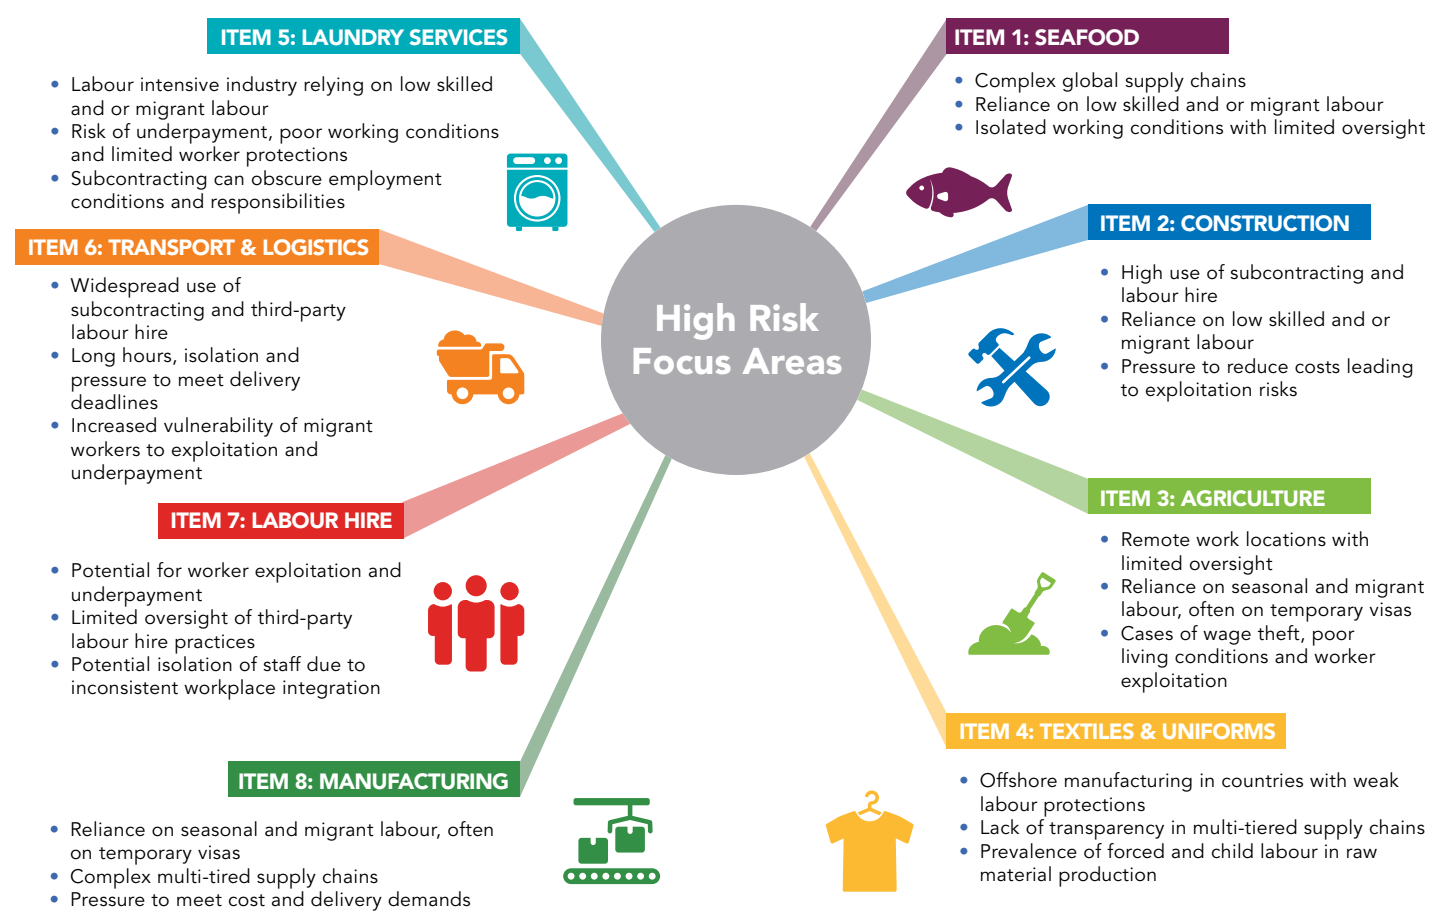 High Risk
Focus Areas
ITEM 1: SEAFOOD
• Complex global supply chains
• Reliance on low skilled and or migrant labour
• Isolated working conditions with limited oversight
ITEM 2: CONSTRUCTION
• High use of subcontracting and
labour hire
• Reliance on low skilled and or
migrant labour
• Pressure to reduce costs leading
to exploitation risks
ITEM 3: AGRICULTURE
• Remote work locations with
limited oversight
• Reliance on seasonal and migrant
labour, often on temporary visas
• Cases of wage theft, poor
living conditions and worker
exploitation
ITEM 4: TEXTILES & UNIFORMS
• Offshore manufacturing in countries with weak
labour protections
• Lack of transparency in multi-tiered supply chains
• Prevalence of forced and child labour in raw
material production
ITEM 5: LAUNDRY SERVICES
• Labour intensive industry relying on low skilled
and or migrant labour
• Risk of underpayment, poor working conditions
and limited worker protections
• Subcontracting can obscure employment
conditions and responsibilities
ITEM 6: TRANSPORT & LOGISTICS
• Widespread use of
subcontracting and third-party
labour hire
• Long hours, isolation and
pressure to meet delivery
deadlines
• Increased vulnerability of migrant
workers to exploitation and
underpayment
ITEM 7: LABOUR HIRE
• Potential for worker exploitation and
underpayment
• Limited oversight of third-party
labour hire practices
• Potential isolation of staff due to
inconsistent workplace integration
ITEM 8: MANUFACTURING
• Reliance on seasonal and migrant labour, often
on temporary visas
• Complex multi-tired supply chains
• Pressure to meet cost and delivery demands